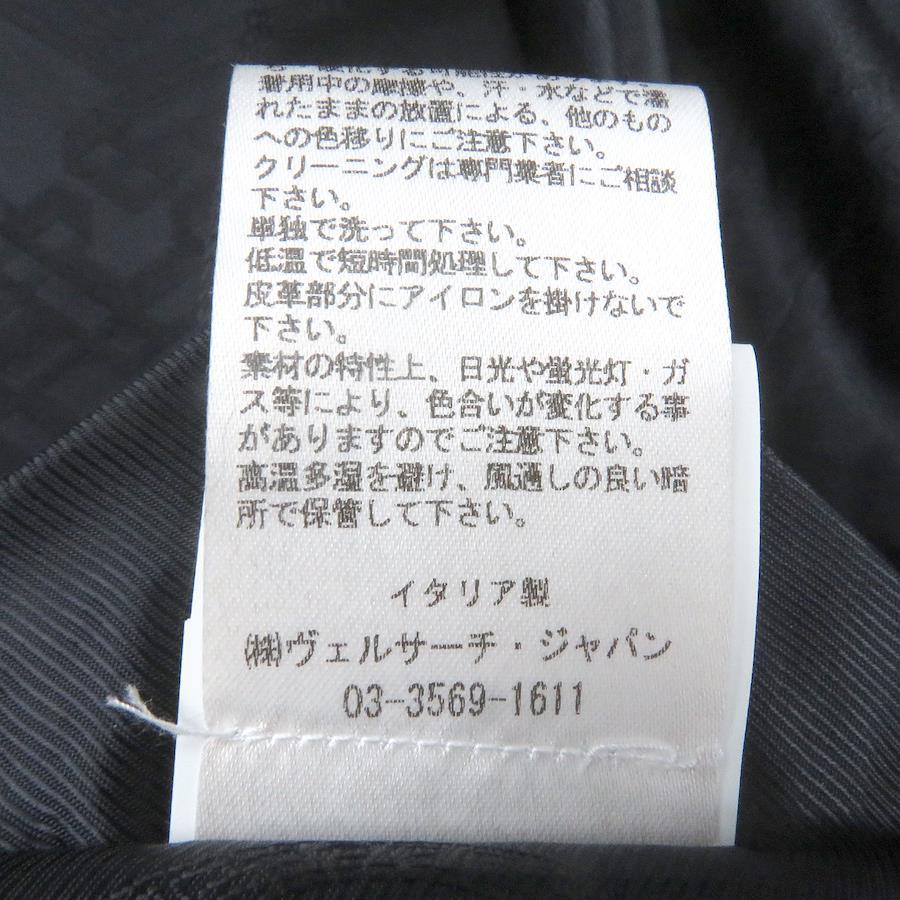 着用中の摩擦や、汗・水などで濡
れたままの放置による、他のもの
への色移りにご注意下さい。
クリーニングは専門業者にご相談
下さい。
単独で洗って下さい。
低温で短時間処理して下さい。
皮革部分にアイロンを掛けないで
下さい。
素材の特性上、日光や蛍光灯・ガ
ス等により、色合いが変化する事
がありますのでご注意下さい。
高温多湿を避け、風通しの良い暗
所で保管して下さい。
イタリア製
㈱ヴェルサーチ・ジャパン
03-3569-1611